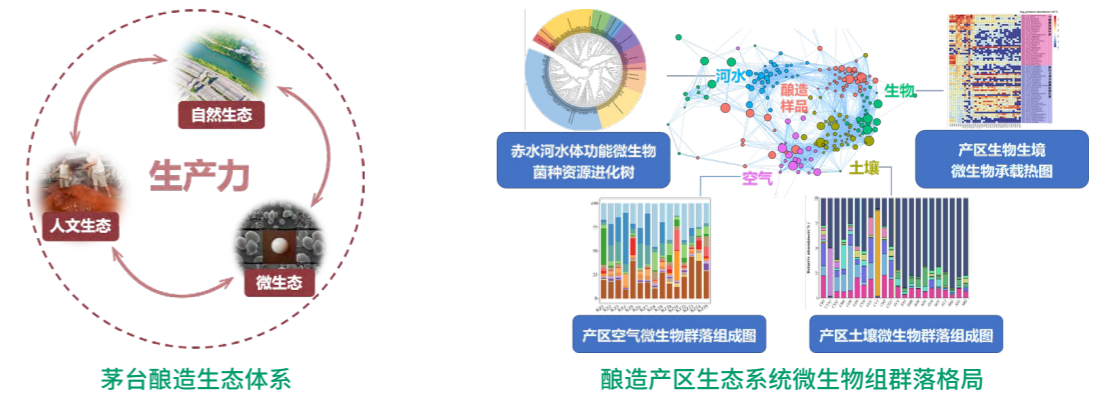 自然生态
生产力
人文生态
微生态
茅台酿造生态体系
河水
酿造
样品
生物
土壤
空气
赤水河水体功能微生物
菌种资源进化树
产区生物生境
微生物承载热图
产区空气微生物群落组成图
产区土壤微生物群落组成图
酿造产区生态系统微生物组群落格局